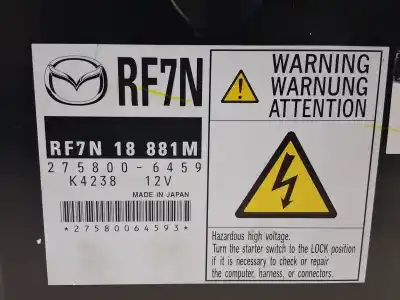 RF7N
RF7N 18 881M
275800-6459
K4238 12V
MADE IN JAPAN
*27580064593*
WARNING
WARNUNG
ATTENTION
Hazardous high voltage.
Turn the starter switch to the LOCK position
if it is necessary to check or repair
the computer, harness, or connectors.